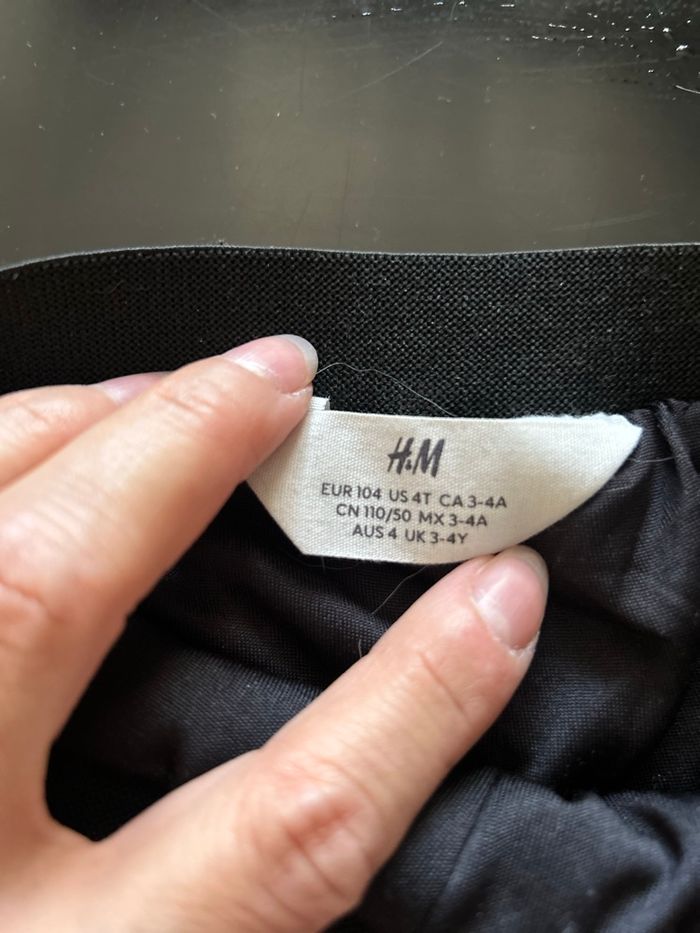 H&M
EUR 104 US 4T CA 3-4A
CN 110/50 MX 3-4A
AUS 4 UK 3-4Y